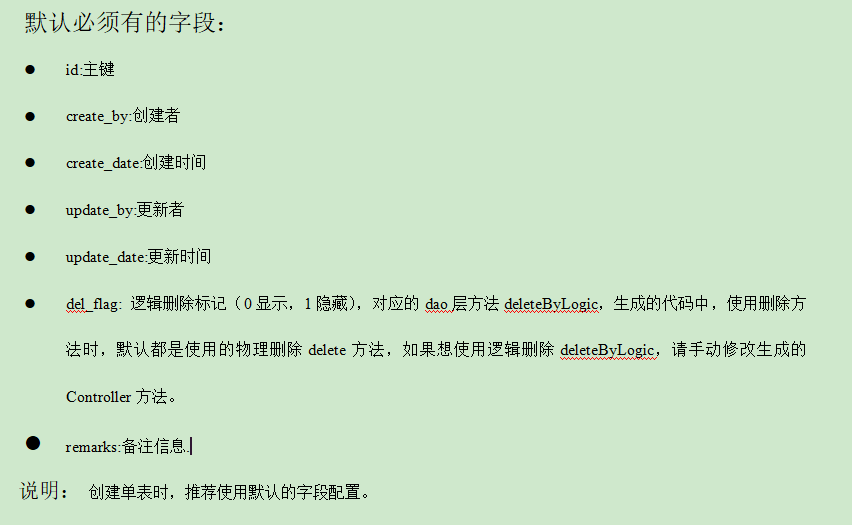 默认必须有的字段：
● id:主键
● create_by:创建者
● create_date:创建时间
● update_by:更新者
● update_date:更新时间
● del_flag: 逻辑删除标记（0 显示，1 隐藏），对应的 dao 层方法 deleteByLogic，生成的代码中，使用删除方
法时，默认都是使用的物理删除 delete 方法，如果想使用逻辑删除 deleteByLogic，请手动修改生成的
Controller 方法。
● remarks:备注信息.
说明： 创建单表时，推荐使用默认的字段配置。